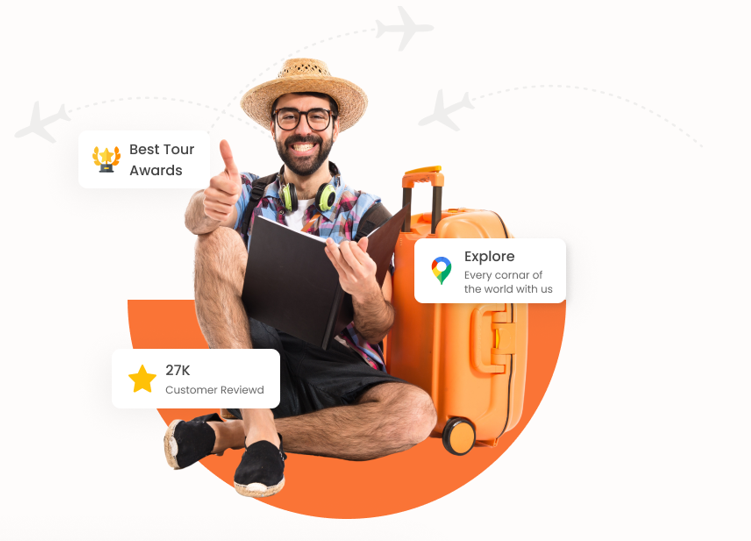 Best Tour
Awards
Explore
Every cornar of
the world with us
27K
Customer Reviewd